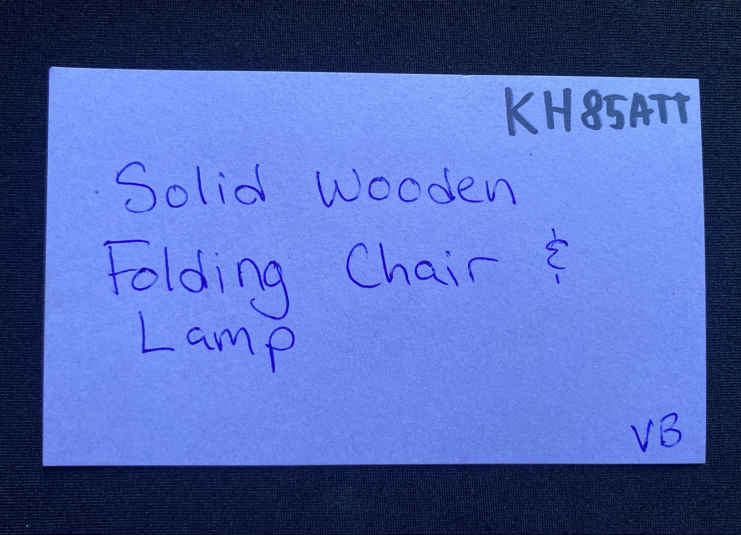 KH85ATT
Solid Wooden
Folding Chair &
Lamp
VB